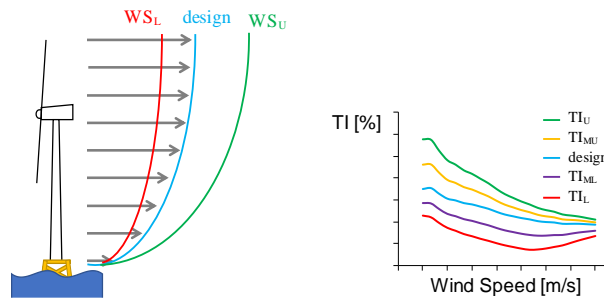 WSL design WSU
TI [%]
TIU
TIMU
design
TIML
TIL
Wind Speed [m/s]